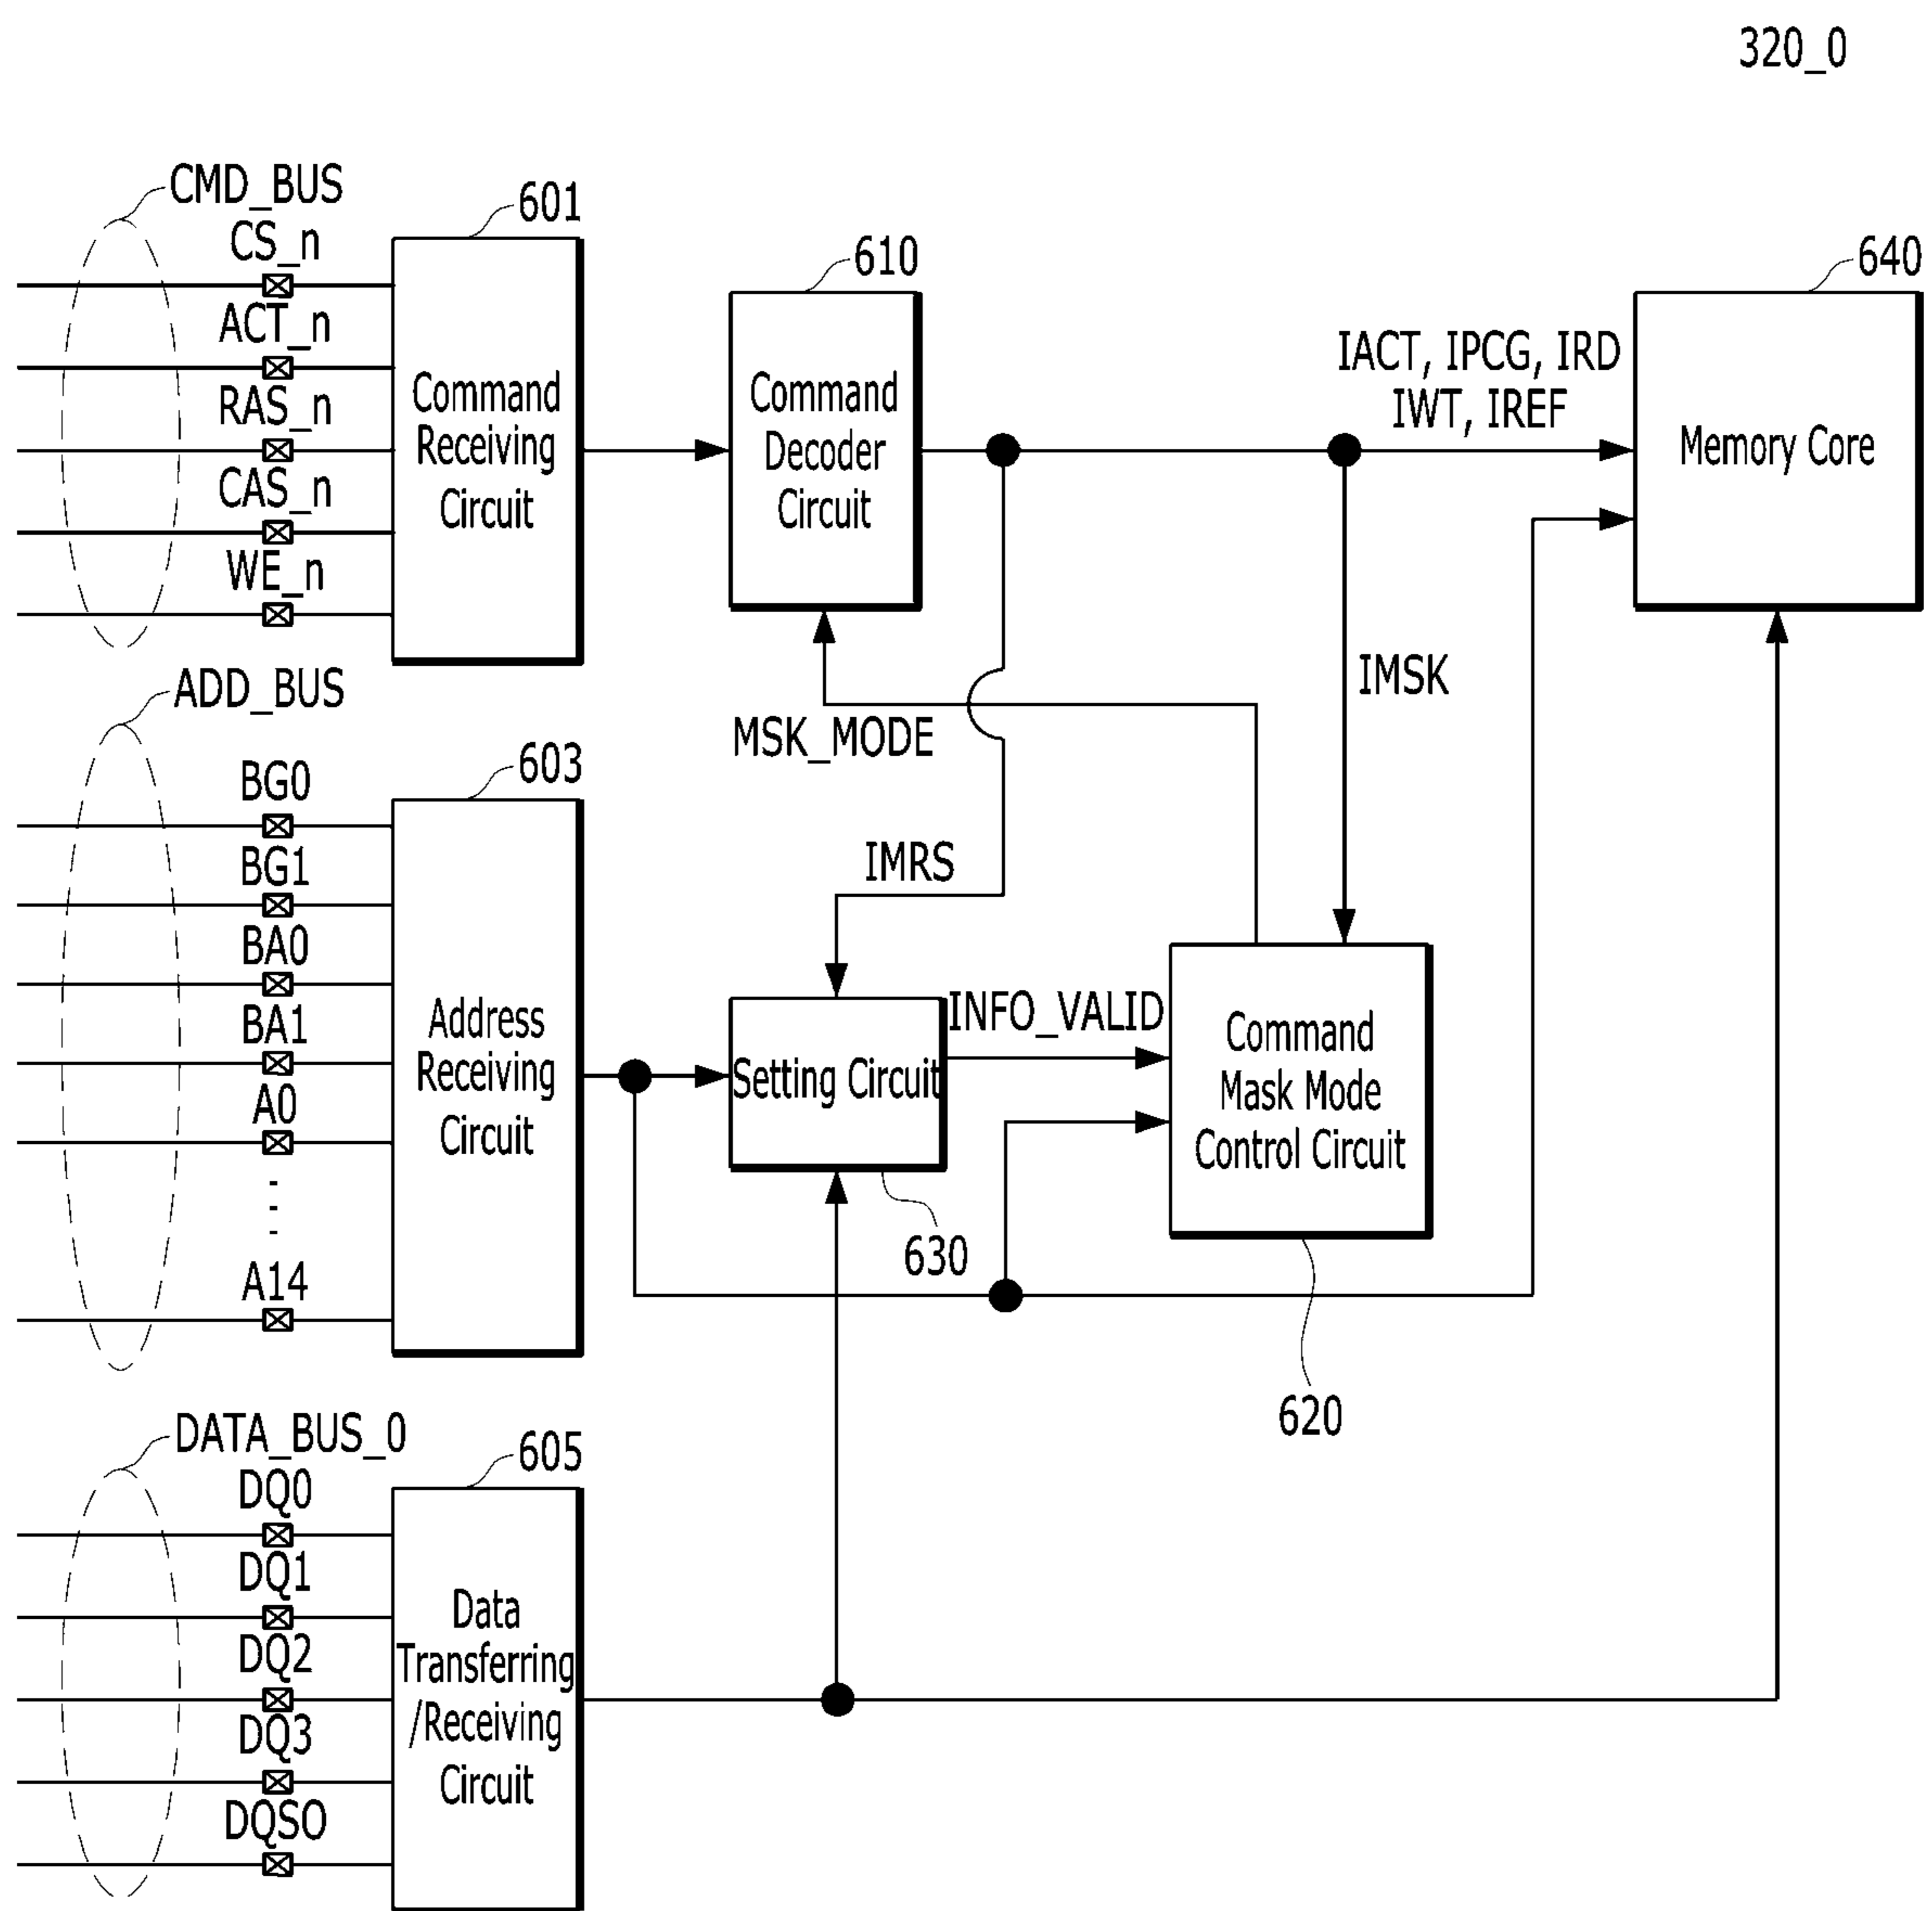 320_0
CMD_BUS
CS_n
ACT_n
RAS_n
CAS_n
WE_n
601
Command
Receiving
Circuit
610
Command
Decoder
Circuit
IACT, IPCG, IRD
IWT, IREF
640
Memory Core
MSK_MODE
IMSK
IMRS
ADD_BUS
BG0
BG1
BA0
BA1
A0
A14
603
Address
Receiving
Circuit
Setting Circuit
630
INFO_VALID
Command
Mask Mode
Control Circuit
620
DATA_BUS_0
DQ0
DQ1
DQ2
DQ3
DQSO
605
Data
Transferring
/Receiving
Circuit